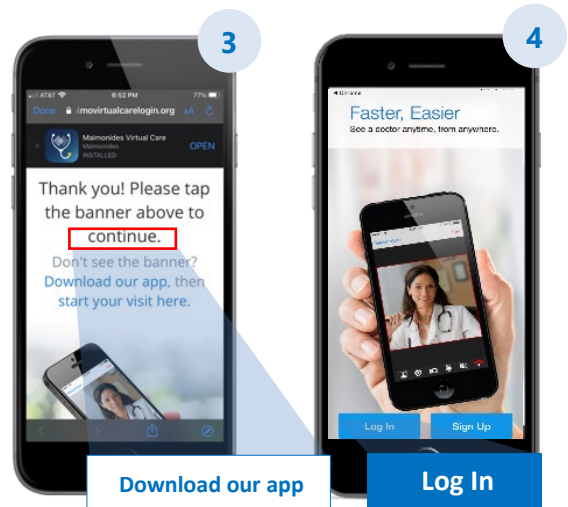 3
AT&T 6:52 PM 77%
Done imovirtualcarelogin.org AA
Maimonides Virtual Care
Maimonides
INSTALLED
OPEN
Thank you! Please tap
the banner above to
continue.
Don't see the banner?
Download our app, then
start your visit here.
Download our app
4
Chrome
Faster, Easier
See a doctor anytime, from anywhere.
Log In
Sign Up
Log In